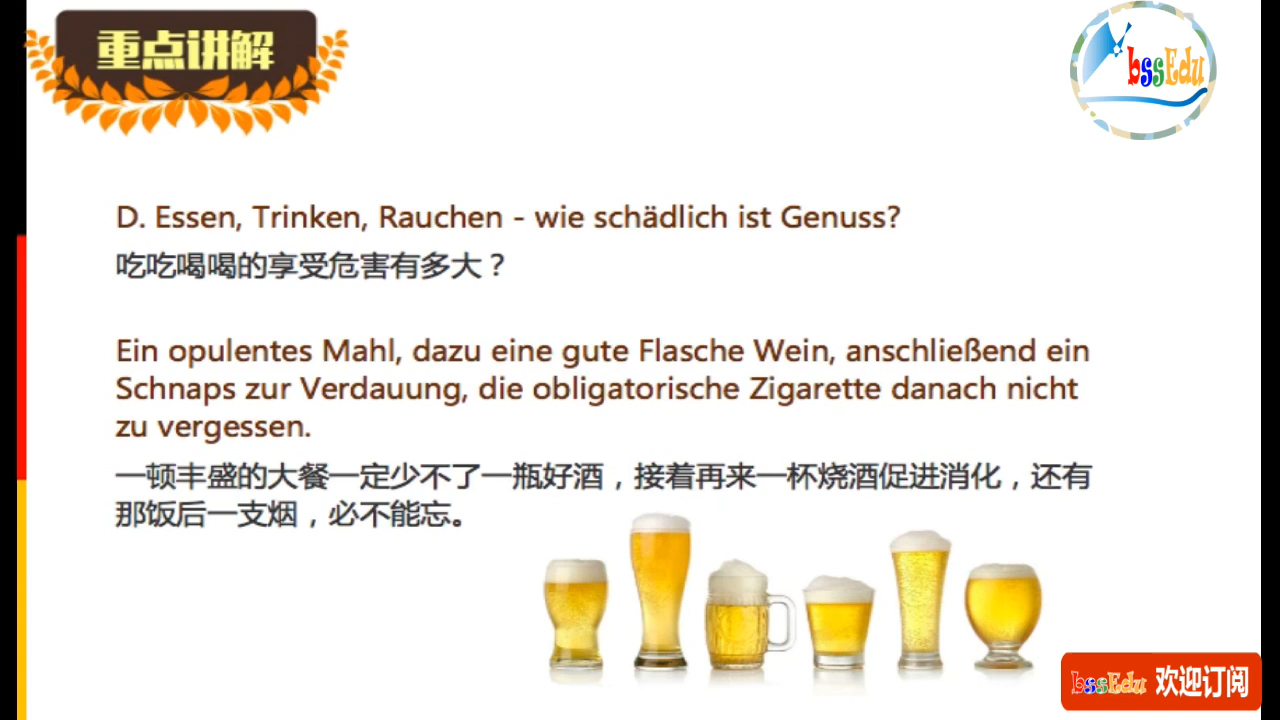 重点讲解
bssEdu
D. Essen, Trinken, Rauchen - wie schädlich ist Genuss?
吃吃喝喝的享受危害有多大？
Ein opulentes Mahl, dazu eine gute Flasche Wein, anschließend ein
Schnaps zur Verdauung, die obligatorische Zigarette danach nicht
zu vergessen.
一顿丰盛的大餐一定少不了一瓶好酒，接着再来一杯烧酒促进消化，还有
那饭后一支烟，必不能忘。
bssEdu 欢迎订阅